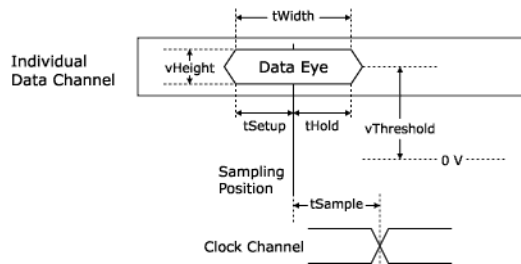 tWidth
Individual
Data Channel
vHeight
Data Eye
tSetup
tHold
vThreshold
0 V
Sampling
Position
tSample
Clock Channel